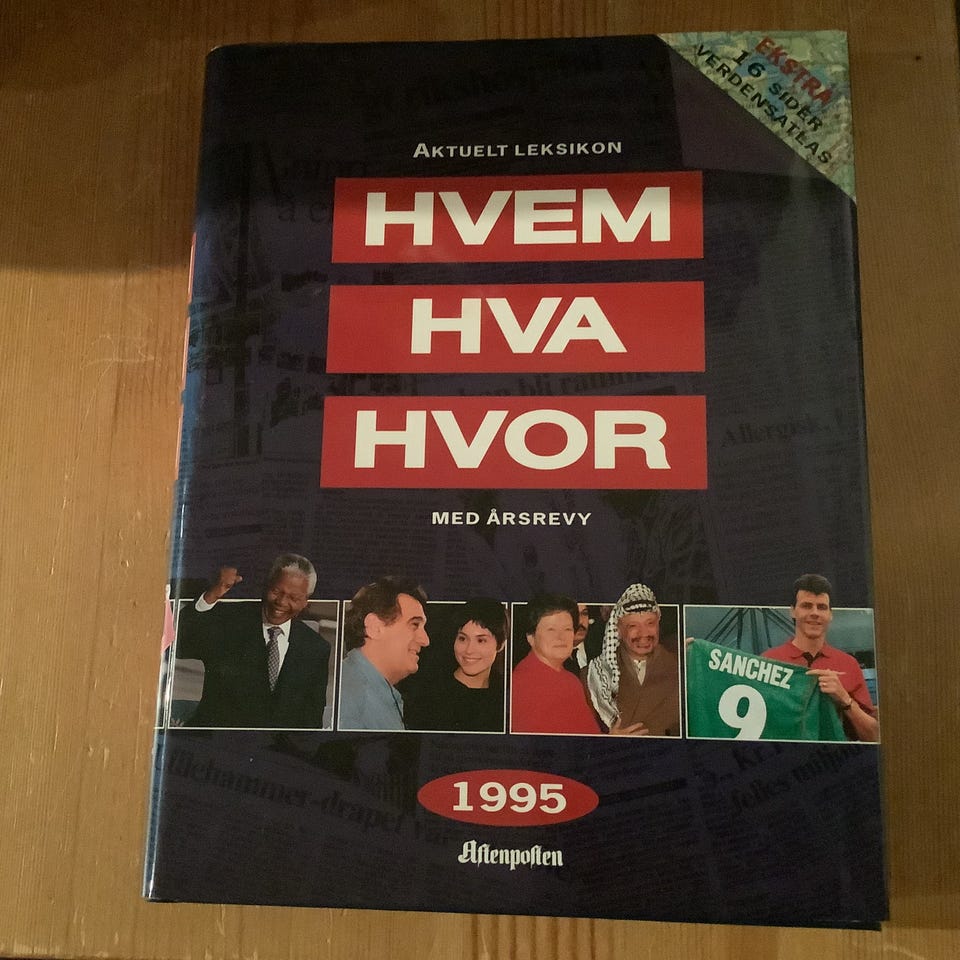 EKSTRA
16 SIDER
VERDENSATLAS
AKTUELT LEKSIKON
HVEM
HVA
HVOR
MED ÅRSREVY
SANCHEZ
9
1995
Aftenposten